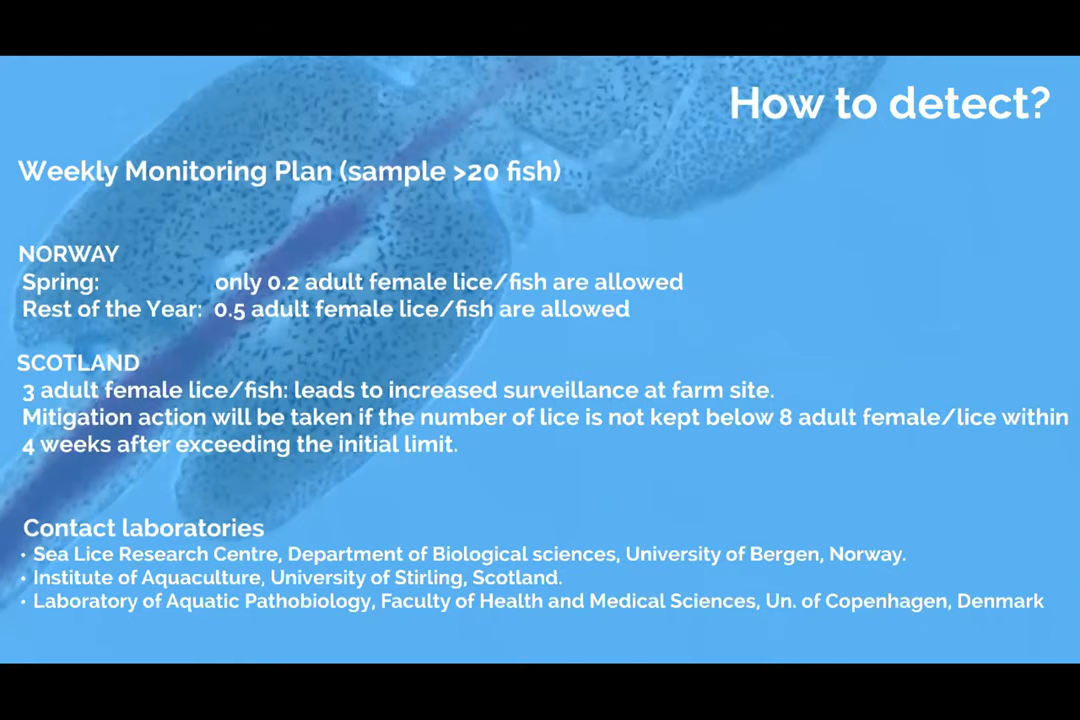 How to detect?
Weekly Monitoring Plan (sample >20 fish)
NORWAY
Spring: only 0.2 adult female lice/fish are allowed
Rest of the Year: 0.5 adult female lice/fish are allowed
SCOTLAND
3 adult female lice/fish: leads to increased surveillance at farm site.
Mitigation action will be taken if the number of lice is not kept below 8 adult female/lice within
4 weeks after exceeding the initial limit.
Contact laboratories
• Sea Lice Research Centre, Department of Biological sciences, University of Bergen, Norway.
• Institute of Aquaculture, University of Stirling, Scotland.
• Laboratory of Aquatic Pathobiology, Faculty of Health and Medical Sciences, Un. of Copenhagen, Denmark